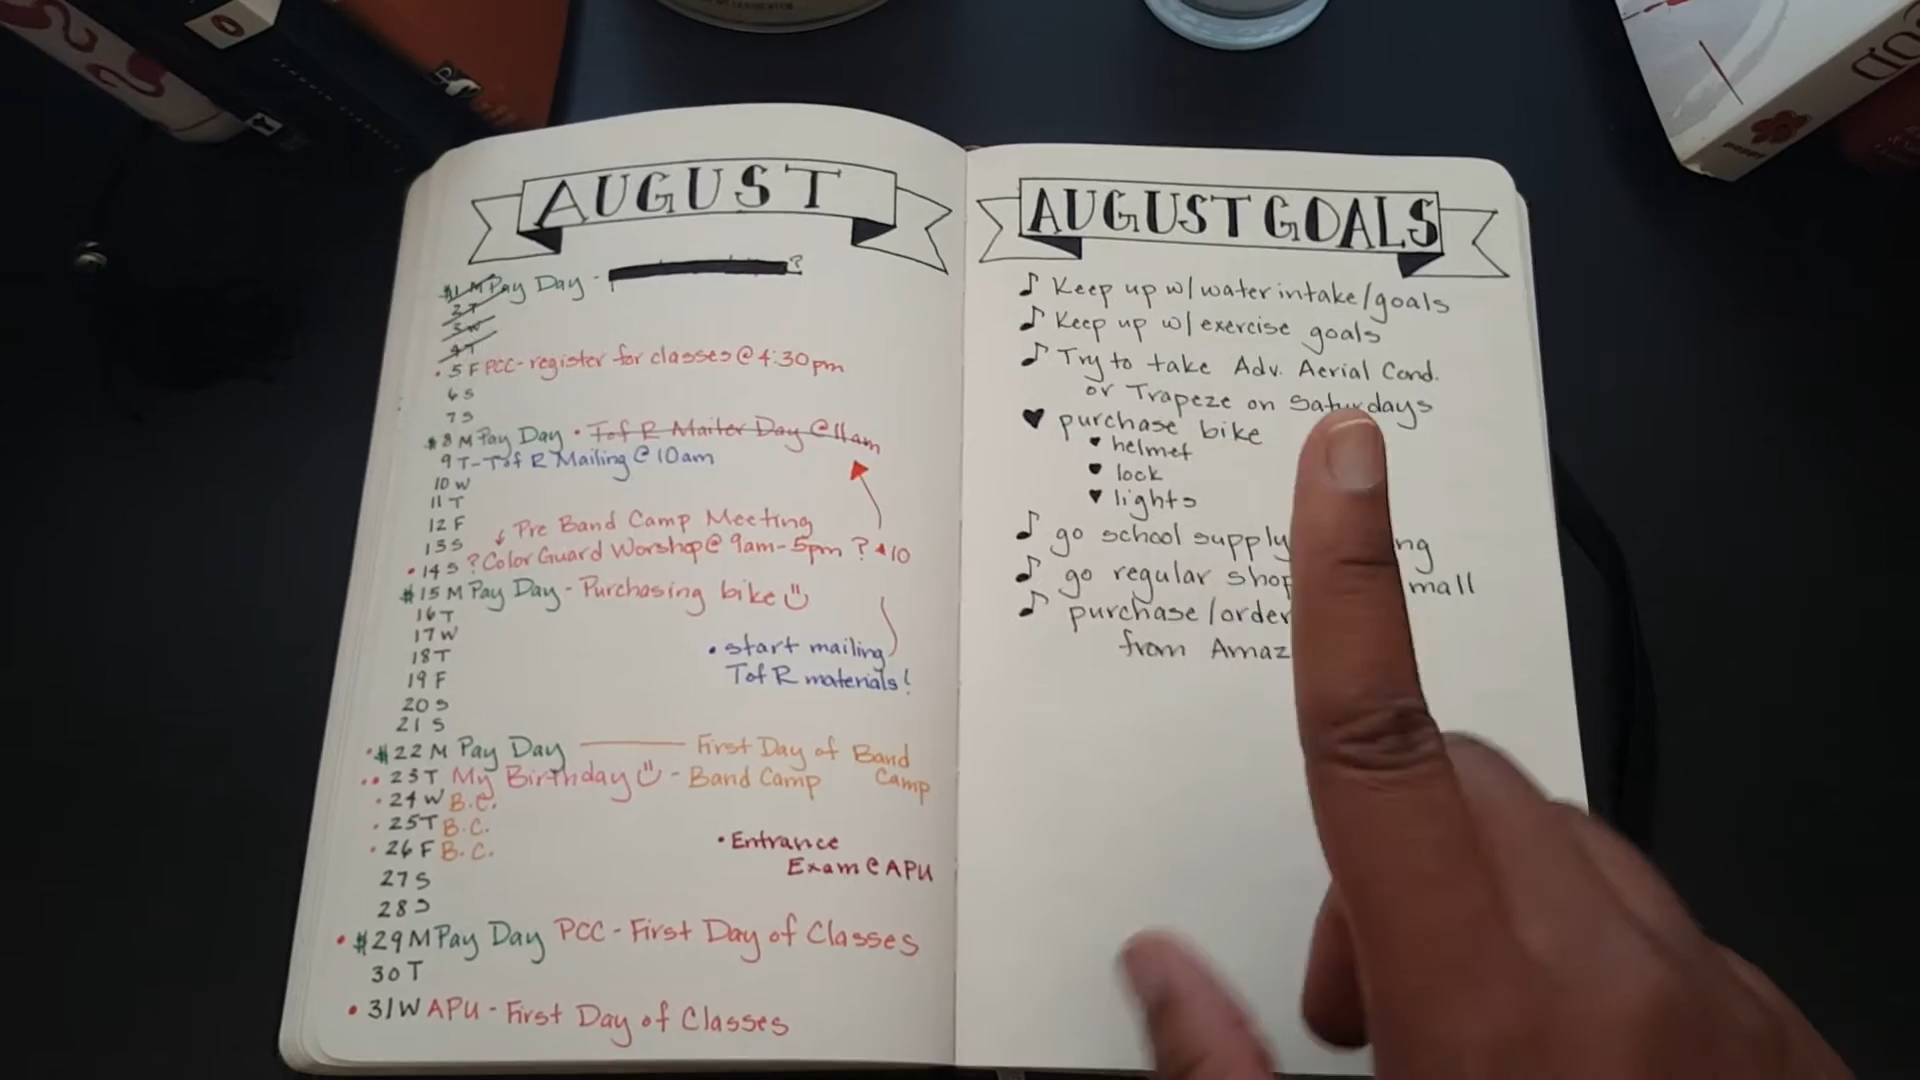 AUGUST
$1 M Pay Day - ?
2 T
3 W
4 T
• 5 F PCC - register for classes @ 4:30pm
6 S
7 S
$8 M Pay Day • T of R Mailer Day @ 11am
9 T - T of R Mailing @ 10am
10 W
11 T
12 F
Pre Band Camp Meeting
13 S
• 14 S ? Color Guard Worshop @ 9am-5pm ? 10
$15 M Pay Day - Purchasing bike
16 T
17 W
18 T
• start mailing
T of R materials!
19 F
20 S
21 S
• $22 M Pay Day — First Day of Band
Camp
•• 23 T My Birthday - Band Camp
• 24 W B.C.
• 25 T B.C.
• 26 F B.C.
• Entrance
Exam @ APU
27 S
28 S
• $29 M Pay Day PCC - First Day of Classes
30 T
• 31 W APU - First Day of Classes
AUGUST GOALS
♪ Keep up w/ water intake/goals
♪ Keep up w/ exercise goals
♪ Try to take Adv. Aerial Cond.
or Trapeze on Saturdays
♥ purchase bike
♥ helmet
♥ lock
♥ lights
♪ go school supply ng
♪ go regular shop mall
♪ purchase/order
from Amaz
poppy